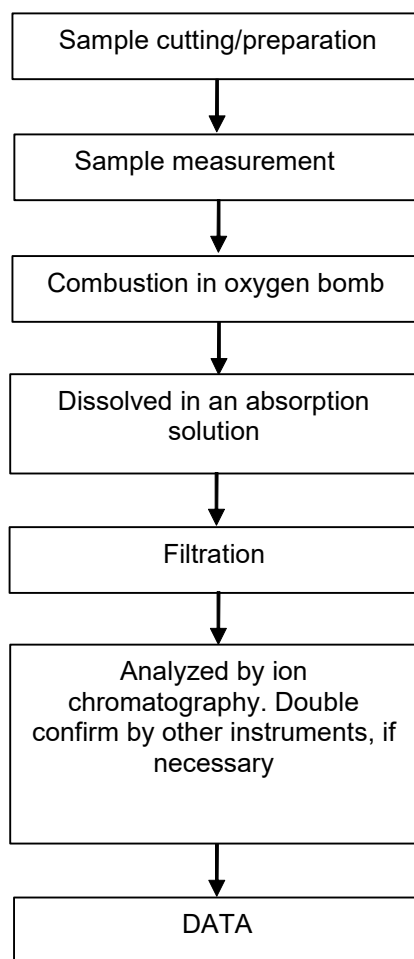 Sample cutting/preparation
Sample measurement
Combustion in oxygen bomb
Dissolved in an absorption
solution
Filtration
Analyzed by ion
chromatography. Double
confirm by other instruments, if
necessary
DATA